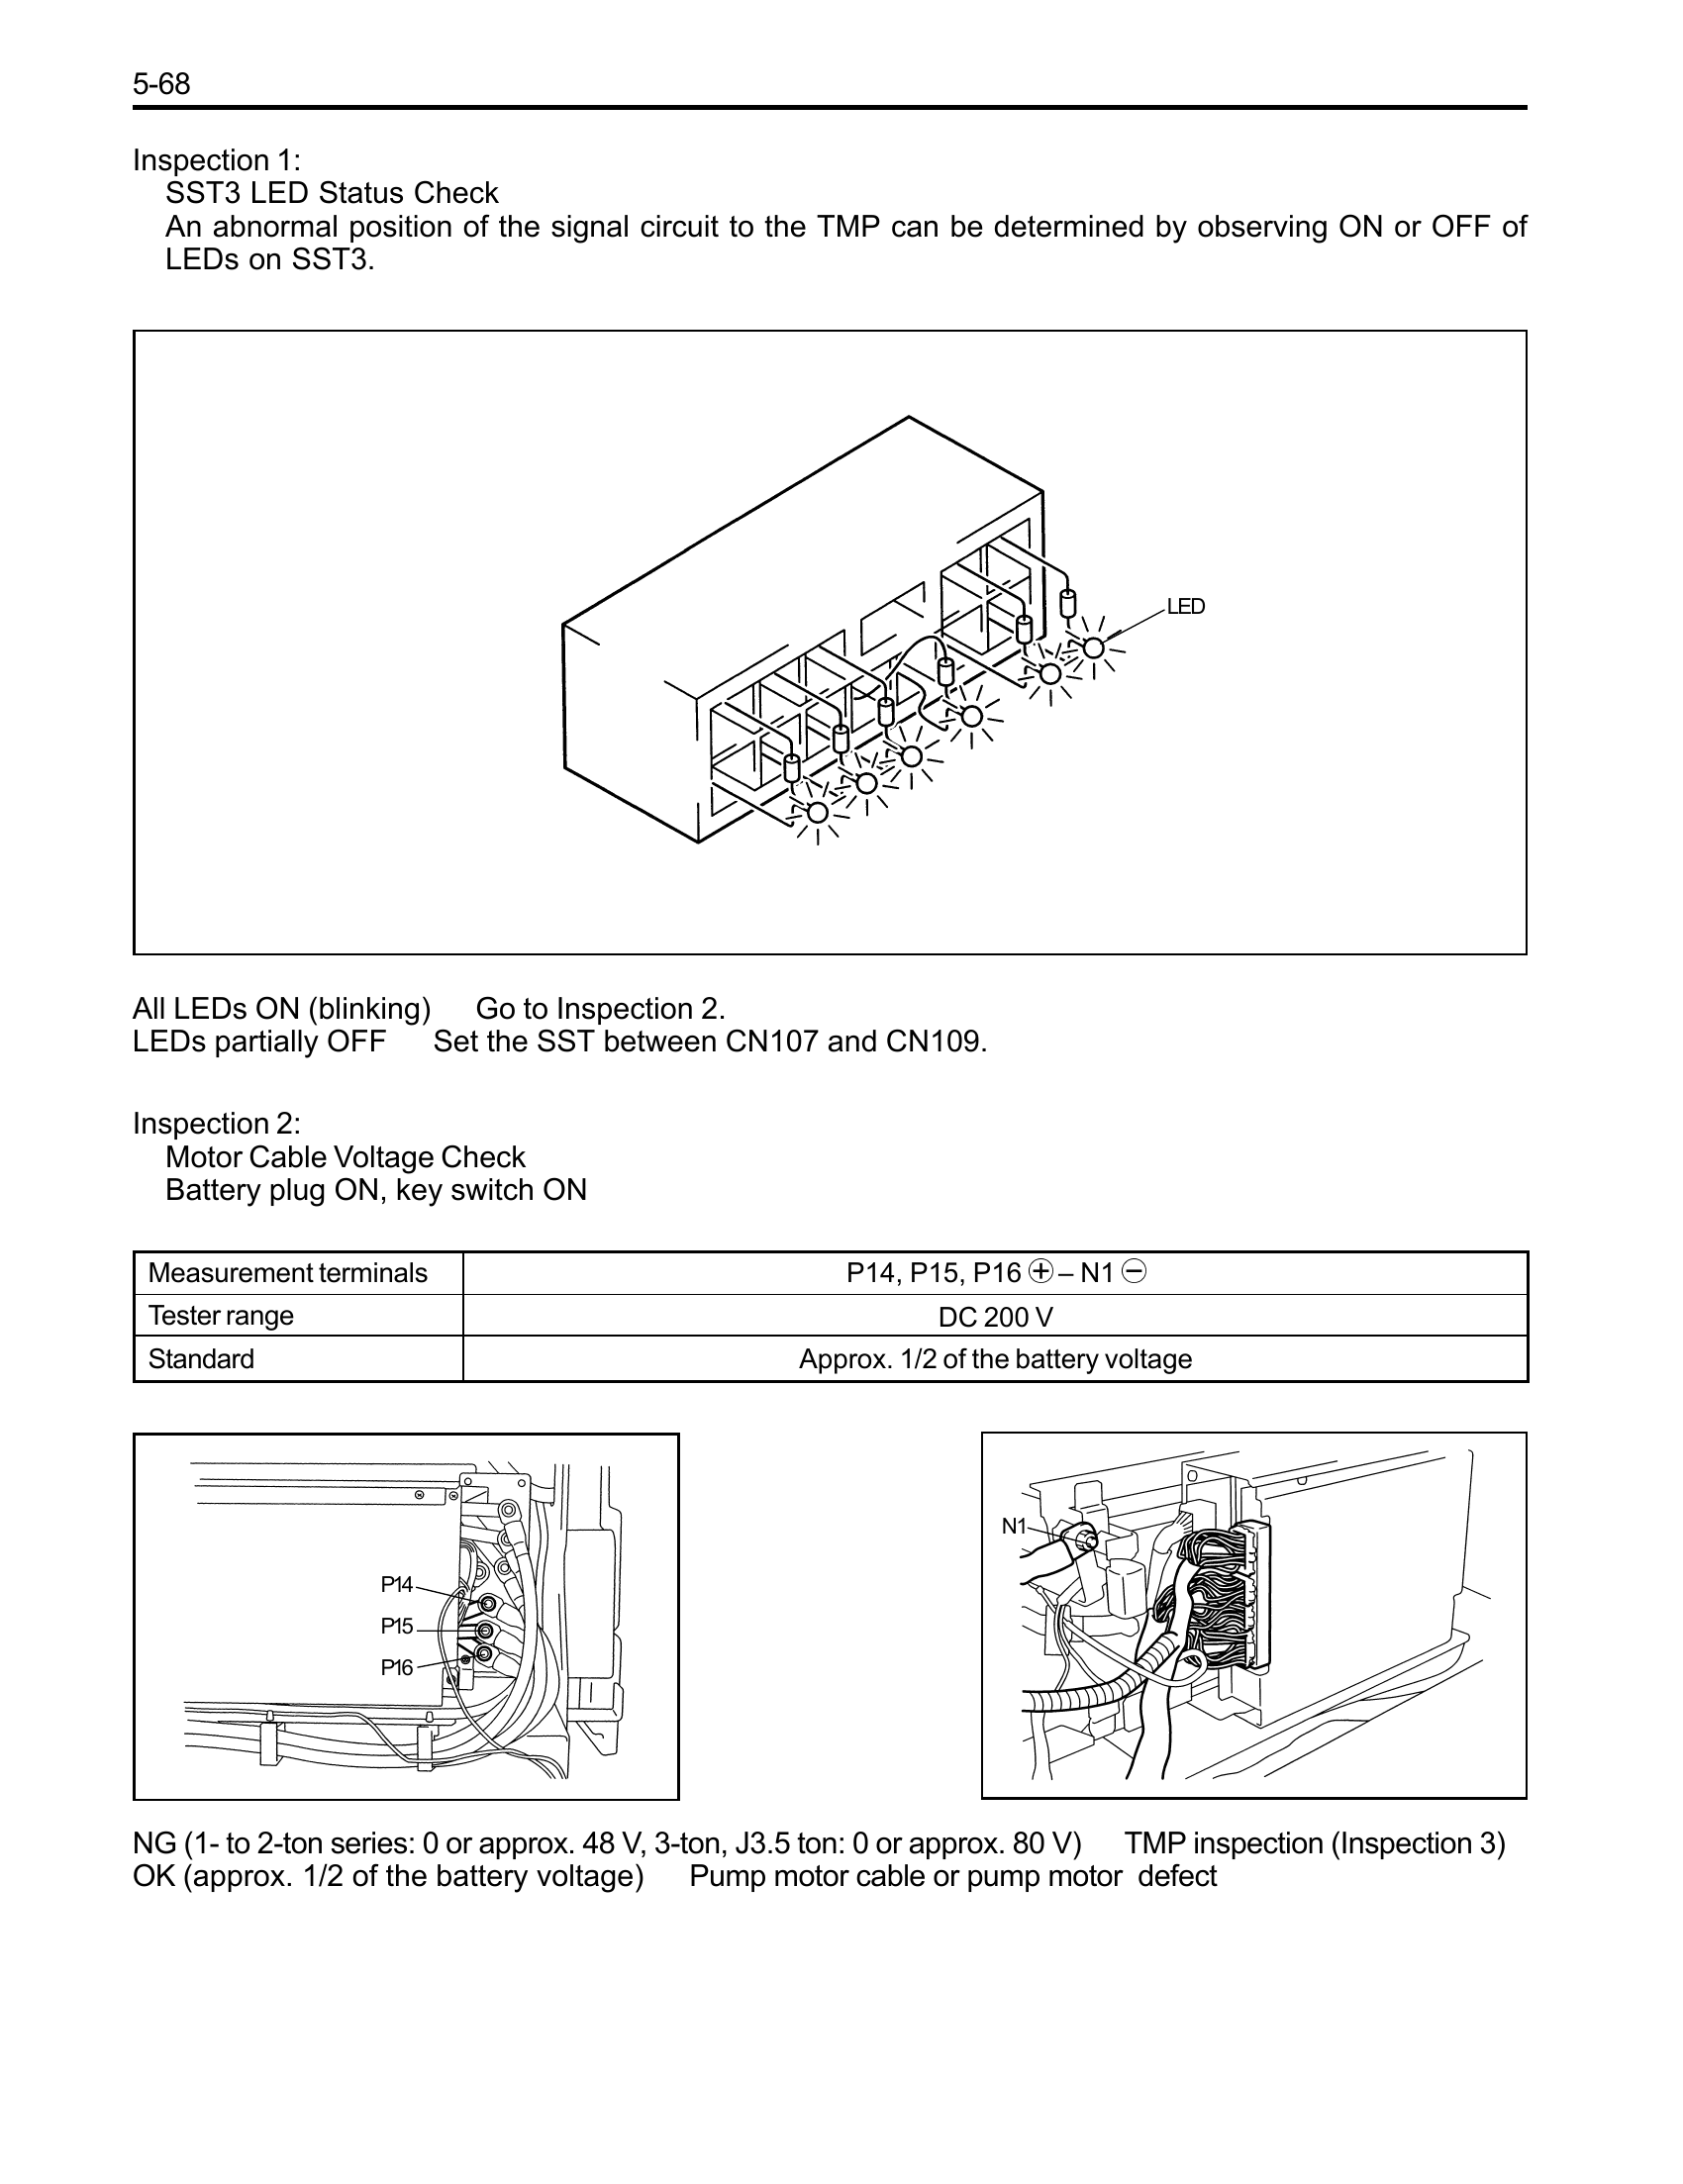 5-68
Inspection 1:
SST3 LED Status Check
An abnormal position of the signal circuit to the TMP can be determined by observing ON or OFF of
LEDs on SST3.
LED
All LEDs ON (blinking) Go to Inspection 2.
LEDs partially OFF Set the SST between CN107 and CN109.
Inspection 2:
Motor Cable Voltage Check
Battery plug ON, key switch ON
Measurement terminals P14, P15, P16 ⊕ – N1 ⊖
Tester range DC 200 V
Standard Approx. 1/2 of the battery voltage
P14
P15
P16
N1
NG (1- to 2-ton series: 0 or approx. 48 V, 3-ton, J3.5 ton: 0 or approx. 80 V) TMP inspection (Inspection 3)
OK (approx. 1/2 of the battery voltage) Pump motor cable or pump motor defect